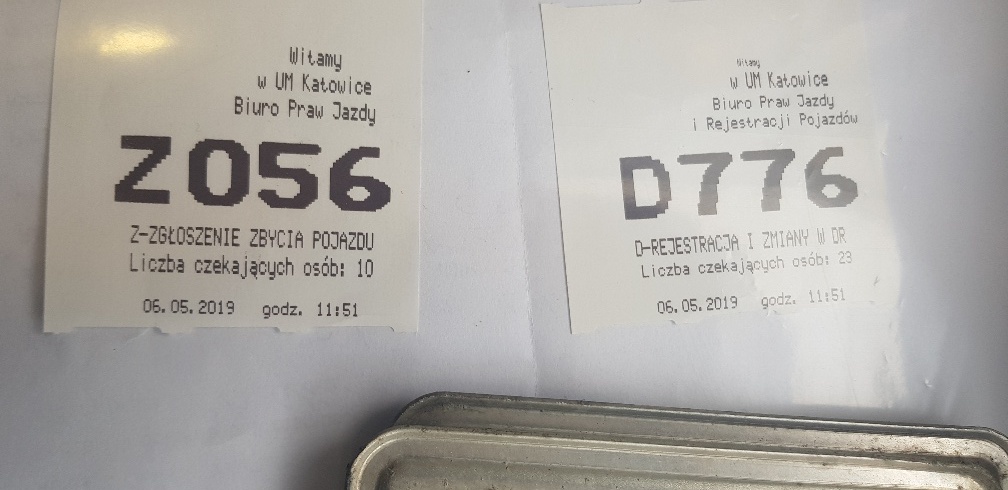 Witamy
w UM Katowice
Biuro Praw Jazdy
Z056
Z-ZGŁOSZENIE ZBYCIA POJAZDU
Liczba czekających osób: 10
06.05.2019 godz. 11:51
Witamy
w UM Katowice
Biuro Praw Jazdy
i Rejestracji Pojazdów
D776
D-REJESTRACJA I ZMIANY W DR
Liczba czekających osób: 23
06.05.2019 godz. 11:51